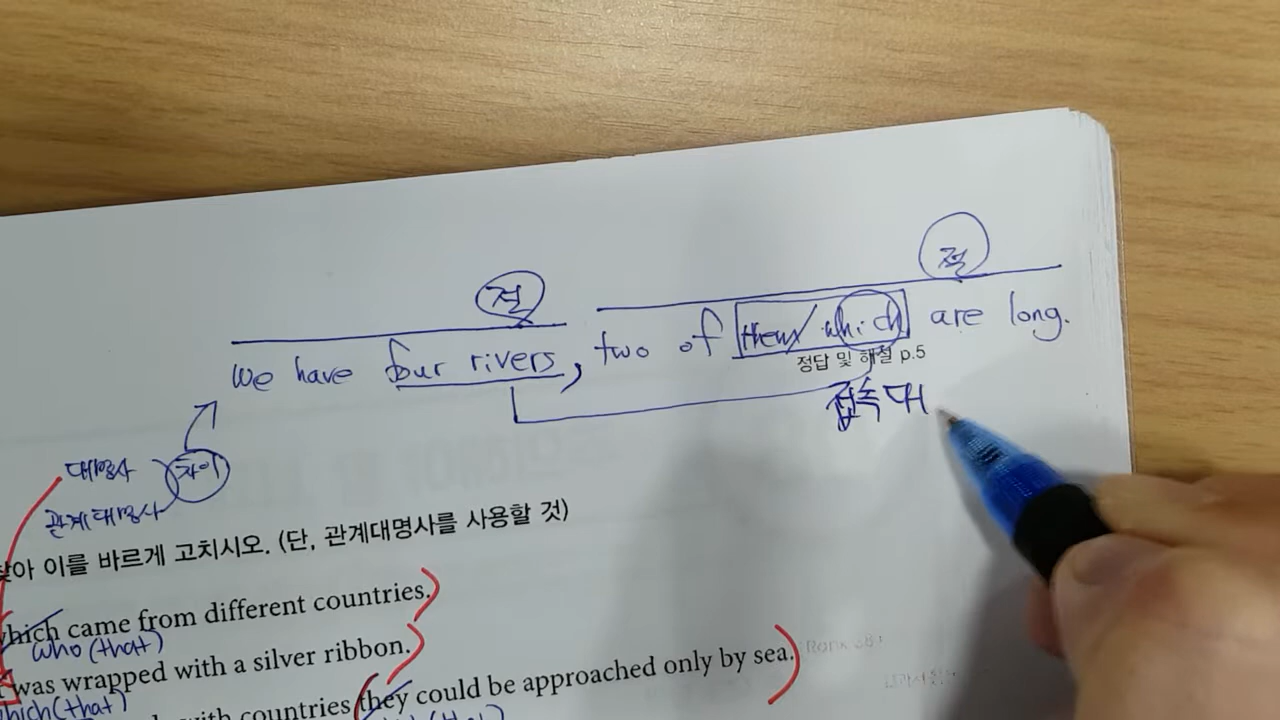 절 절
We have four rivers, two of them/which are long.
정답 및 해설 p.5
접속 대
대명사 차이
관계대명사
찾아 이를 바르게 고치시오. (단, 관계대명사를 사용할 것)
which came from different countries.
who (that)
was wrapped with a silver ribbon.
which (that)
with countries they could be approached only by sea.